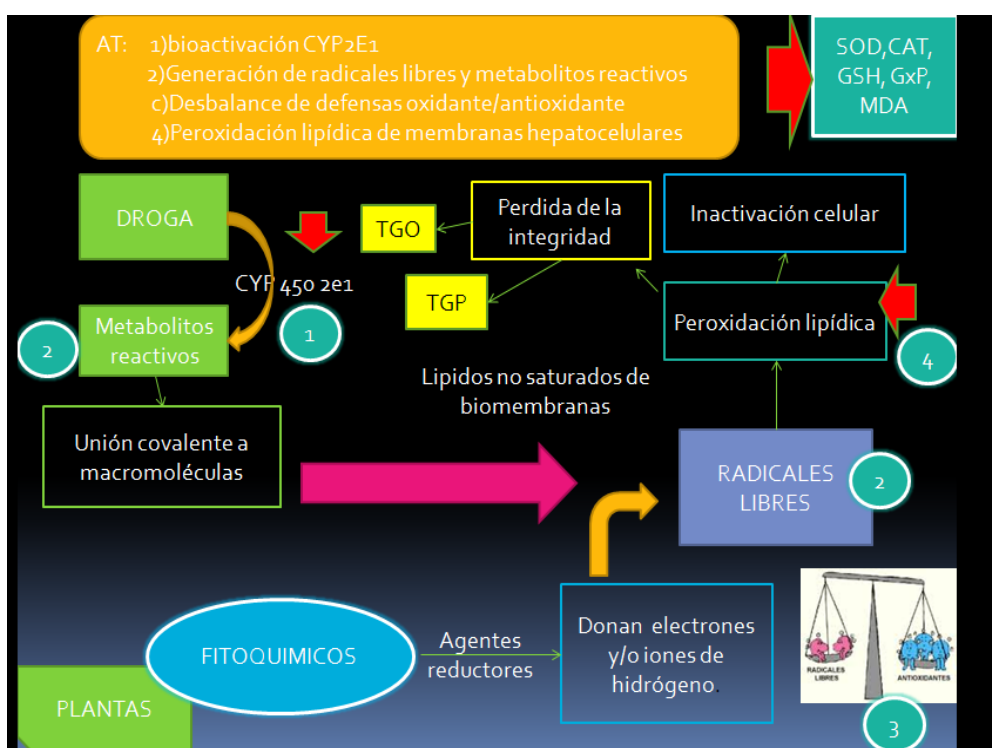 AT: 1)bioactivación CYP2E1
2)Generación de radicales libres y metabolitos reactivos
c)Desbalance de defensas oxidante/antioxidante
4)Peroxidación lipídica de membranas hepatocelulares
SOD,CAT,
GSH, GxP,
MDA
DROGA
CYP 450 2e1
1
Metabolitos
reactivos
2
Unión covalente a
macromoléculas
TGO
TGP
Perdida de la
integridad
Inactivación celular
Peroxidación lipídica
4
Lipidos no saturados de
biomembranas
RADICALES
LIBRES
2
PLANTAS
FITOQUIMICOS
Agentes
reductores
Donan electrones
y/o iones de
hidrógeno.
RADICALES
LIBRES
ANTIOXIDANTES
3